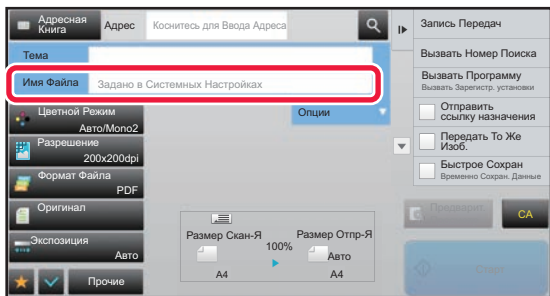 Адресная
Книга
Адрес
Коснитесь для Ввода Адреса
Запись Передач
Тема
Вызвать Номер Поиска
Имя Файла
Задано в Системных Настройках
Вызвать Программу
Вызвать Зарегистр. установки
Цветной Режим
Авто/Mono2
Опции
Отправить
ссылку назначения
Разрешение
200x200dpi
Передать То Же
Изоб.
Формат Файла
PDF
Быстрое Сохран
Временно Сохран. Данные
Оригинал
Предварит.
CA
Экспозиция
Авто
Размер Скан-Я
100%
Размер Отпр-Я
Авто
A4
A4
Прочие
Старт